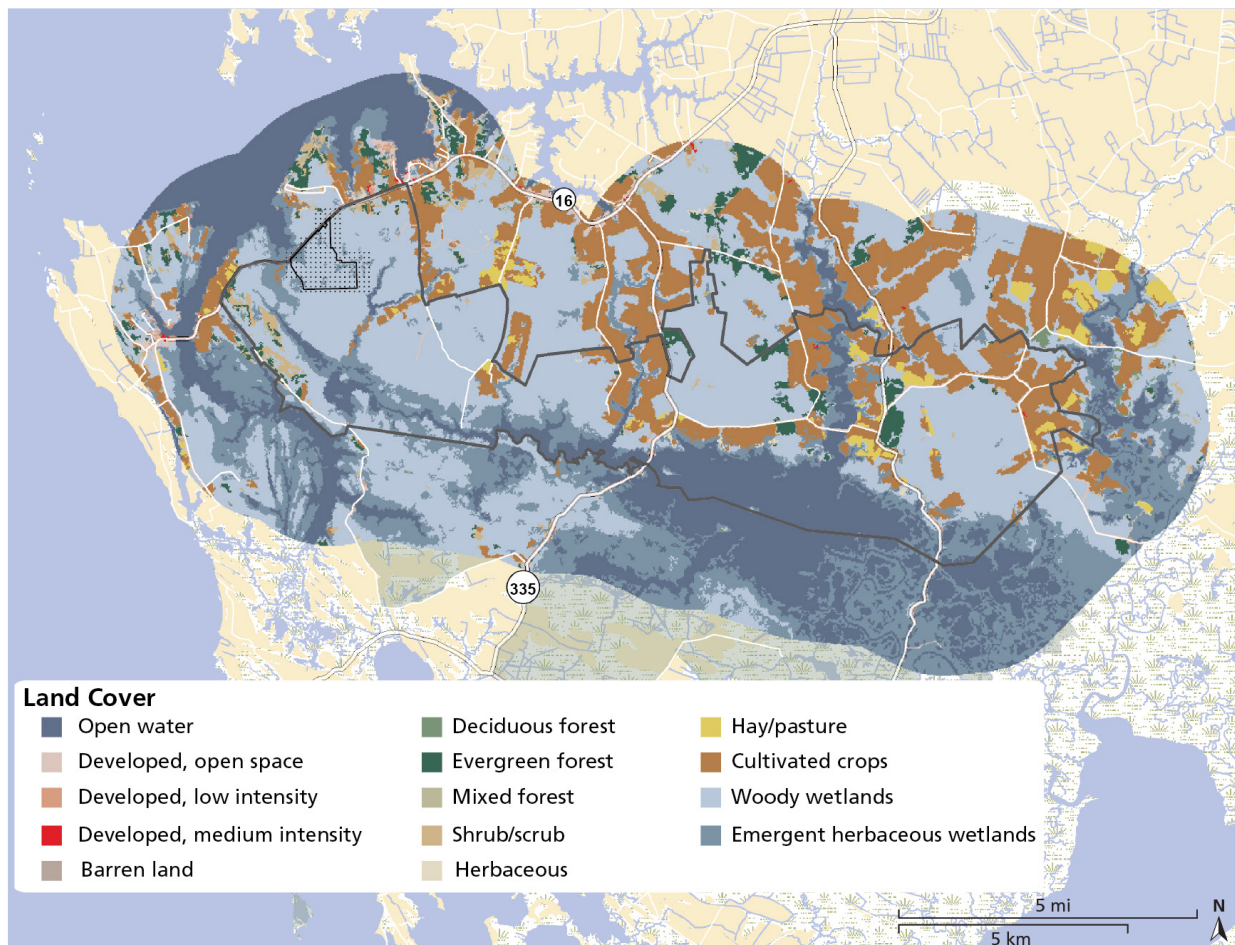 16
335
Land Cover
Open water
Developed, open space
Developed, low intensity
Developed, medium intensity
Barren land
Deciduous forest
Evergreen forest
Mixed forest
Shrub/scrub
Herbaceous
Hay/pasture
Cultivated crops
Woody wetlands
Emergent herbaceous wetlands
5 mi
5 km
N